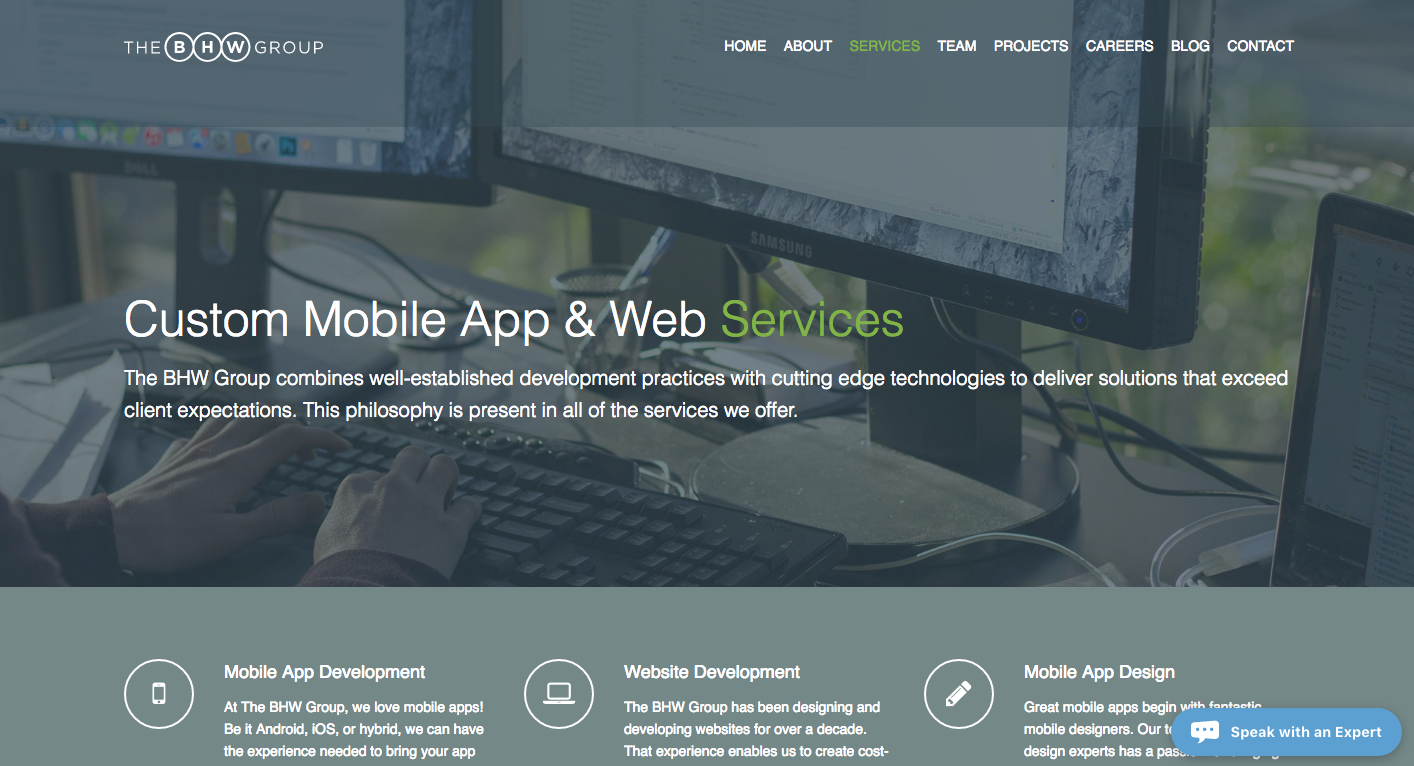 THE BHW GROUP
HOME ABOUT SERVICES TEAM PROJECTS CAREERS BLOG CONTACT
DELL
SAMSUNG
Custom Mobile App & Web Services
The BHW Group combines well-established development practices with cutting edge technologies to deliver solutions that exceed
client expectations. This philosophy is present in all of the services we offer.
Mobile App Development
At The BHW Group, we love mobile apps!
Be it Android, iOS, or hybrid, we can have
the experience needed to bring your app
Website Development
The BHW Group has been designing and
developing websites for over a decade.
That experience enables us to create cost-
Mobile App Design
Great mobile apps begin with fantastic
mobile designers. Our
design experts has a
Speak with an Expert